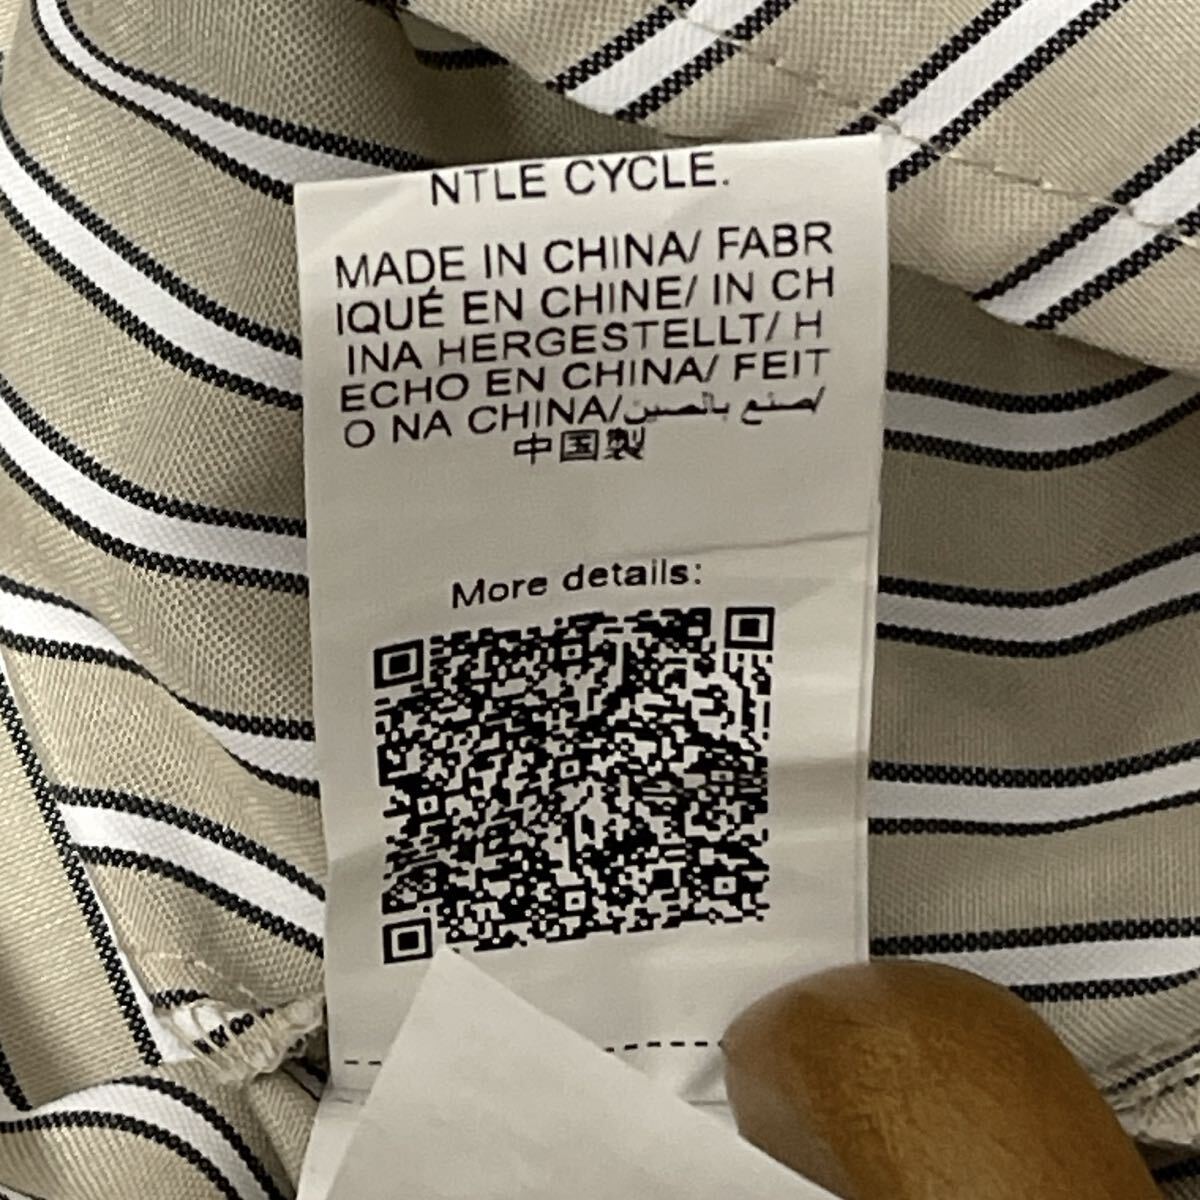 NTLE CYCLE.
MADE IN CHINA/ FABR
IQUÉ EN CHINE/ IN CH
INA HERGESTELLT/ H
ECHO EN CHINA/ FEIT
O NA CHINA/صنع بالصين/
中国製
More details: